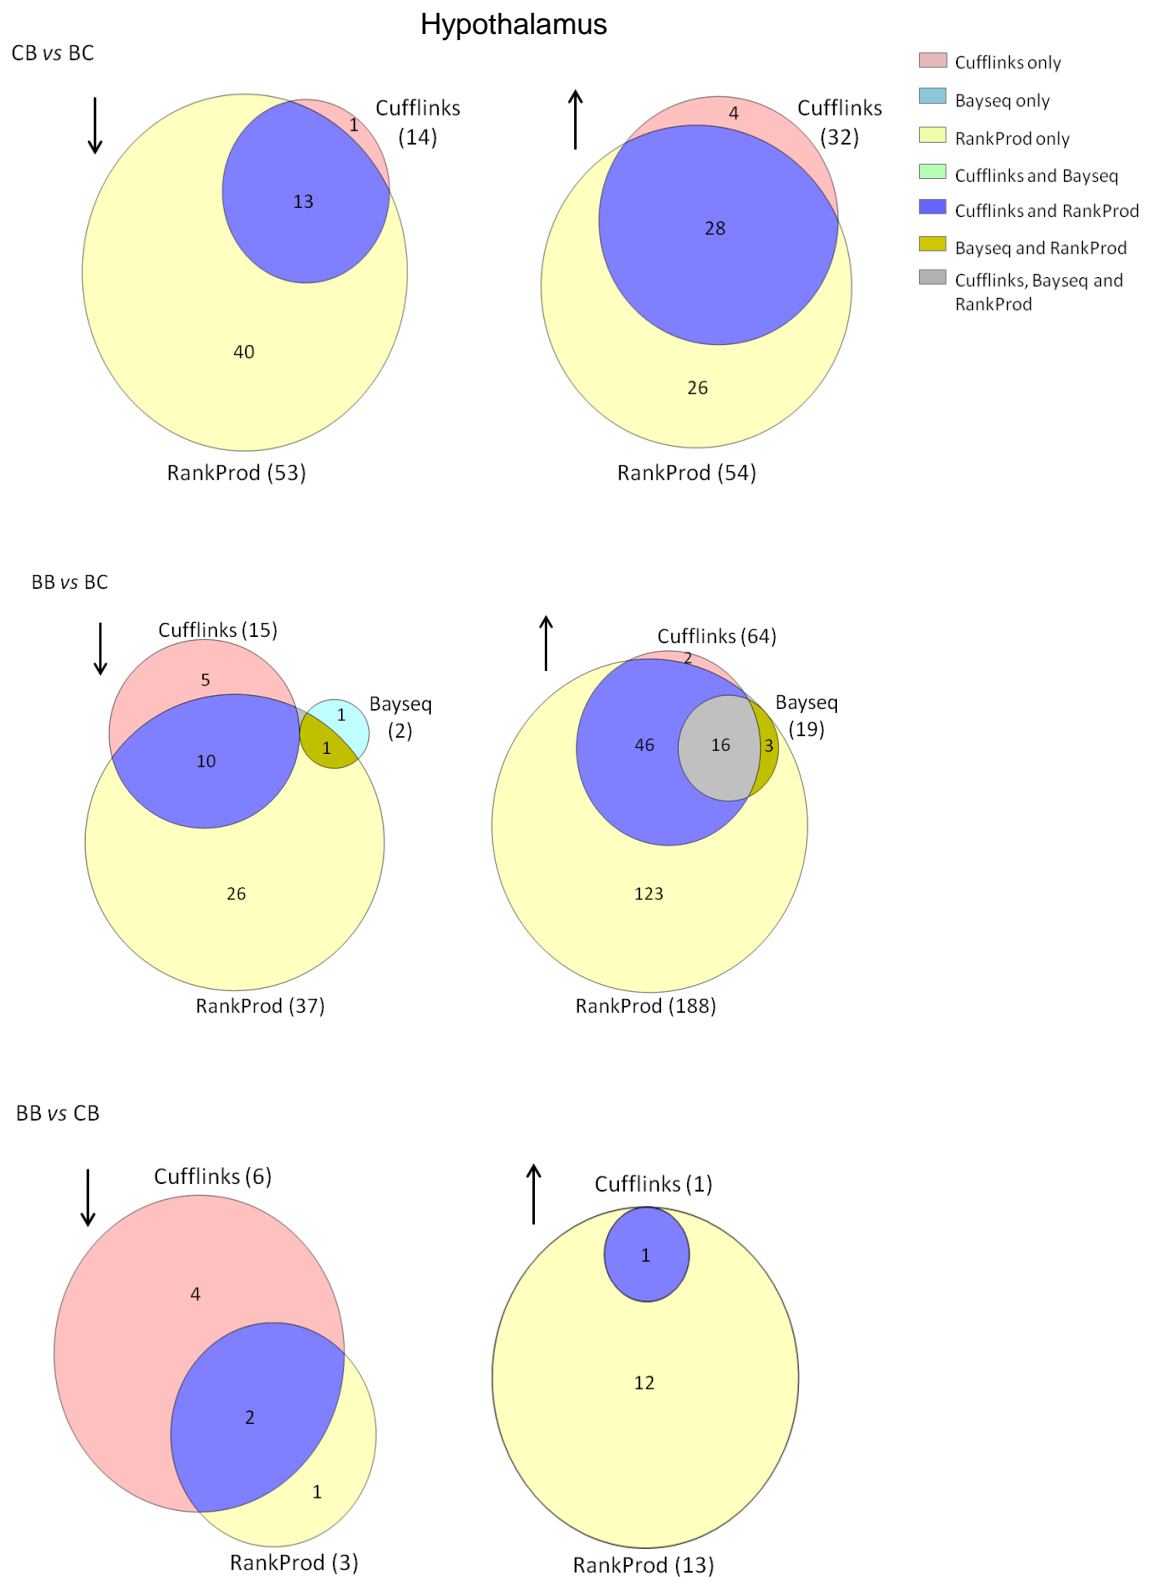 Hypothalamus
CB vs BC
Cufflinks
(14)
1
13
40
RankProd (53)
Cufflinks
(32)
4
28
26
RankProd (54)
Cufflinks only
Bayseq only
RankProd only
Cufflinks and Bayseq
Cufflinks and RankProd
Bayseq and RankProd
Cufflinks, Bayseq and
RankProd
BB vs BC
Cufflinks (15)
5
Bayseq
(2)
1
1
10
26
RankProd (37)
Cufflinks (64)
2
Bayseq
(19)
46
16
3
123
RankProd (188)
BB vs CB
Cufflinks (6)
4
2
1
RankProd (3)
Cufflinks (1)
1
12
RankProd (13)